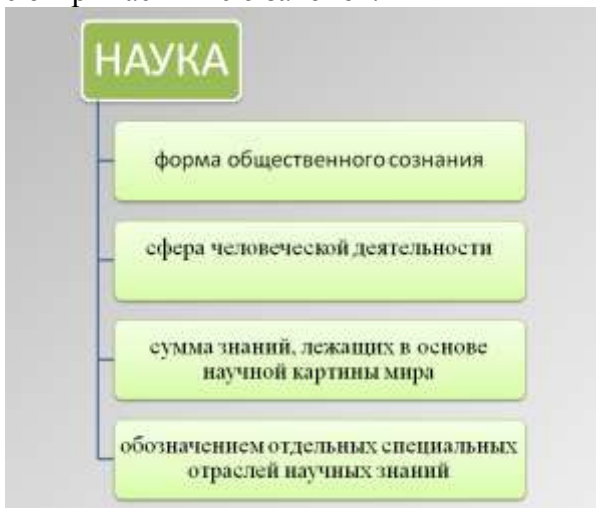 НАУКА
форма общественного сознания
сфера человеческой деятельности
сумма знаний, лежащих в основе
научной картины мира
обозначением отдельных специальных
отраслей научных знаний